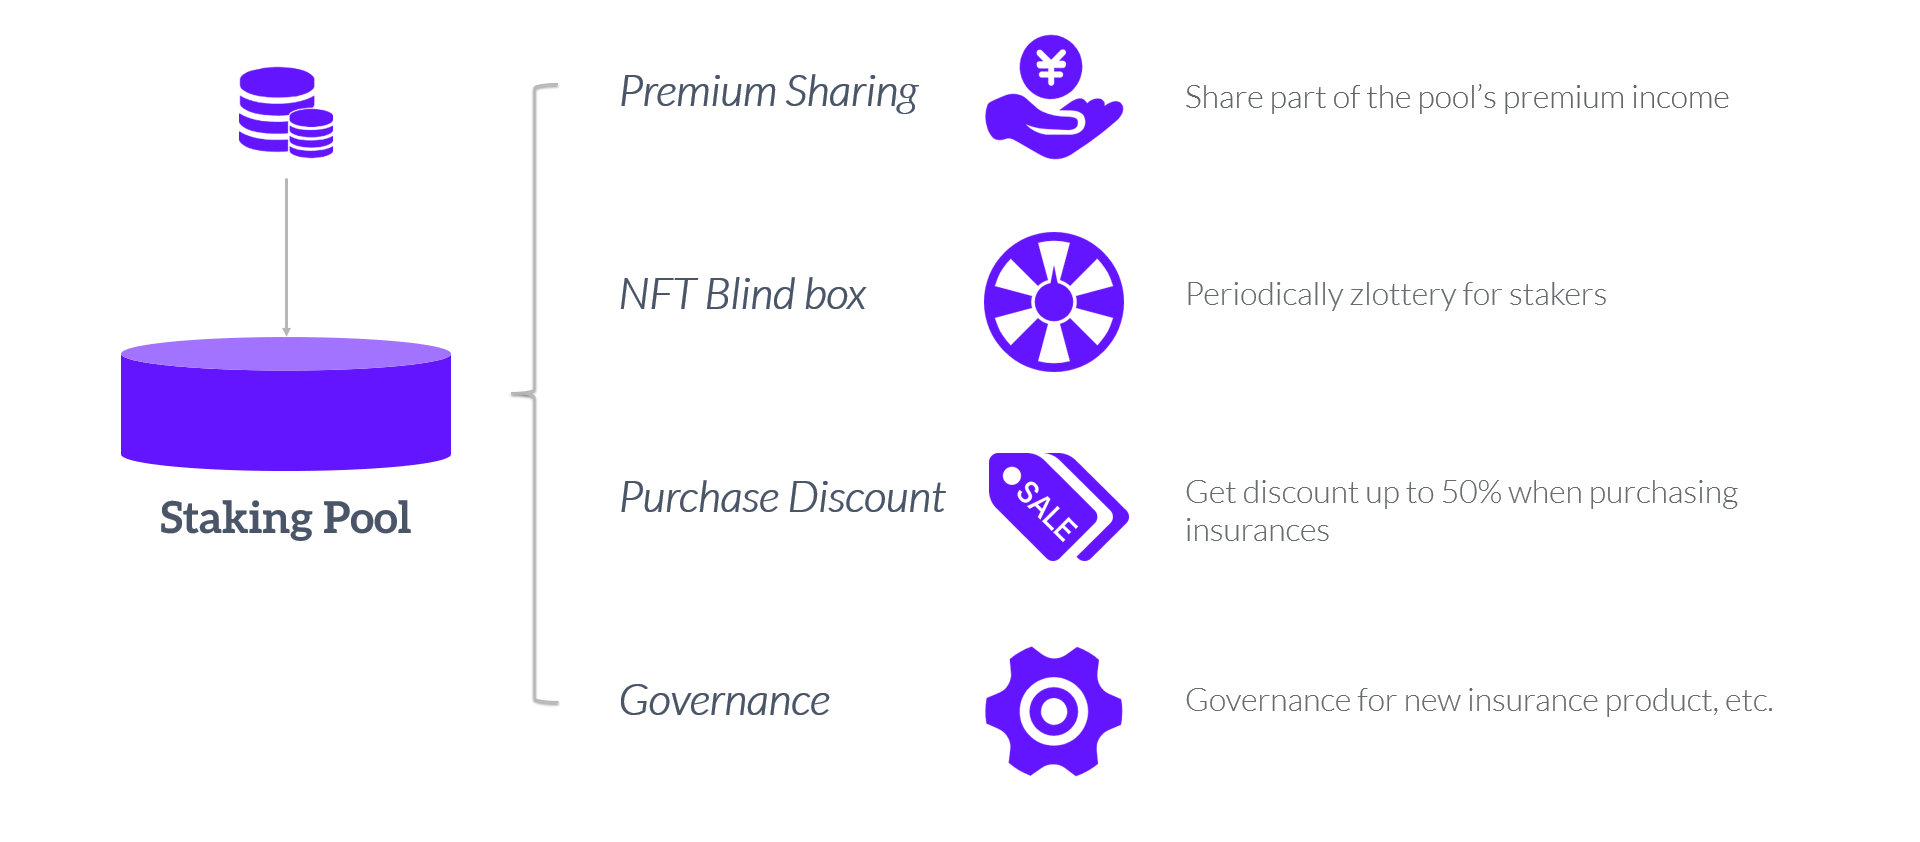 Premium Sharing
¥
Share part of the pool’s premium income
NFT Blind box
Periodically zlottery for stakers
Staking Pool
Purchase Discount
SALE
Get discount up to 50% when purchasing
insurances
Governance
Governance for new insurance product, etc.